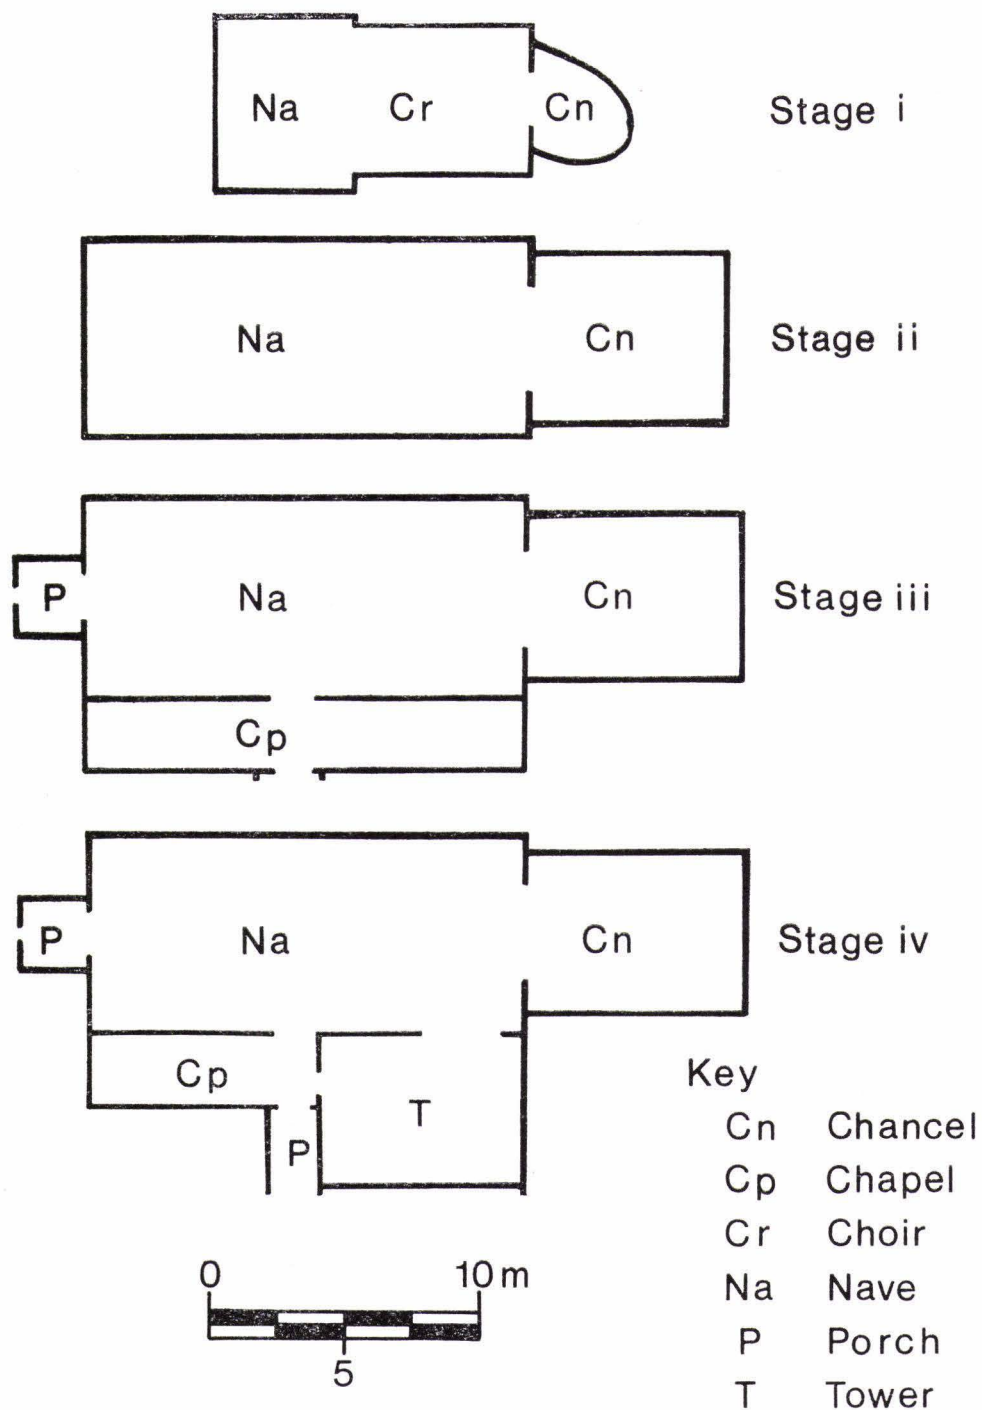 Na Cr Cn Stage i
Na Cn Stage ii
P Na Cn Stage iii
Cp
P Na Cn Stage iv
Cp T
P
Key
Cn Chancel
Cp Chapel
Cr Choir
Na Nave
P Porch
T Tower
0 10m
5